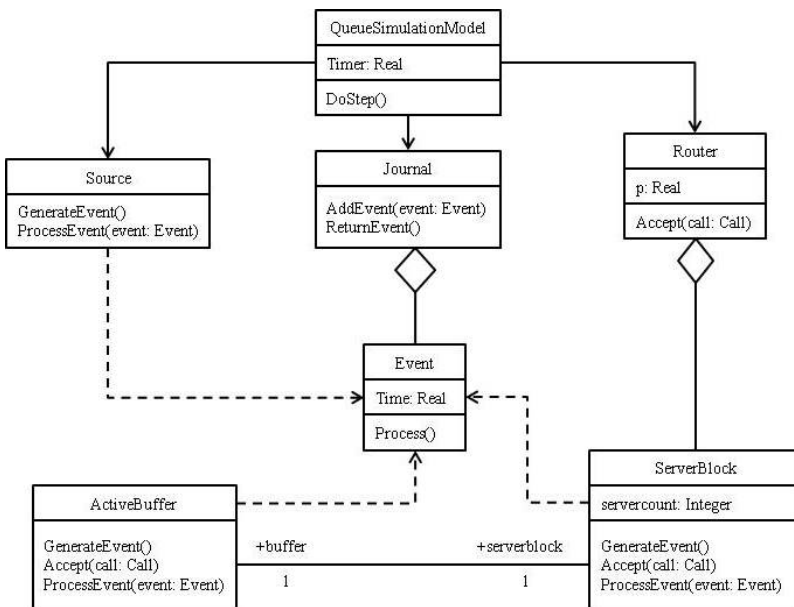 QueueSimulationModel
Timer: Real
DoStep()
Source
GenerateEvent()
ProcessEvent(event: Event)
Journal
AddEvent(event: Event)
ReturnEvent()
Router
p: Real
Accept(call: Call)
Event
Time: Real
Process()
ActiveBuffer
GenerateEvent()
Accept(call: Call)
ProcessEvent(event: Event)
+buffer
1
+serverblock
1
ServerBlock
servercount: Integer
GenerateEvent()
Accept(call: Call)
ProcessEvent(event: Event)